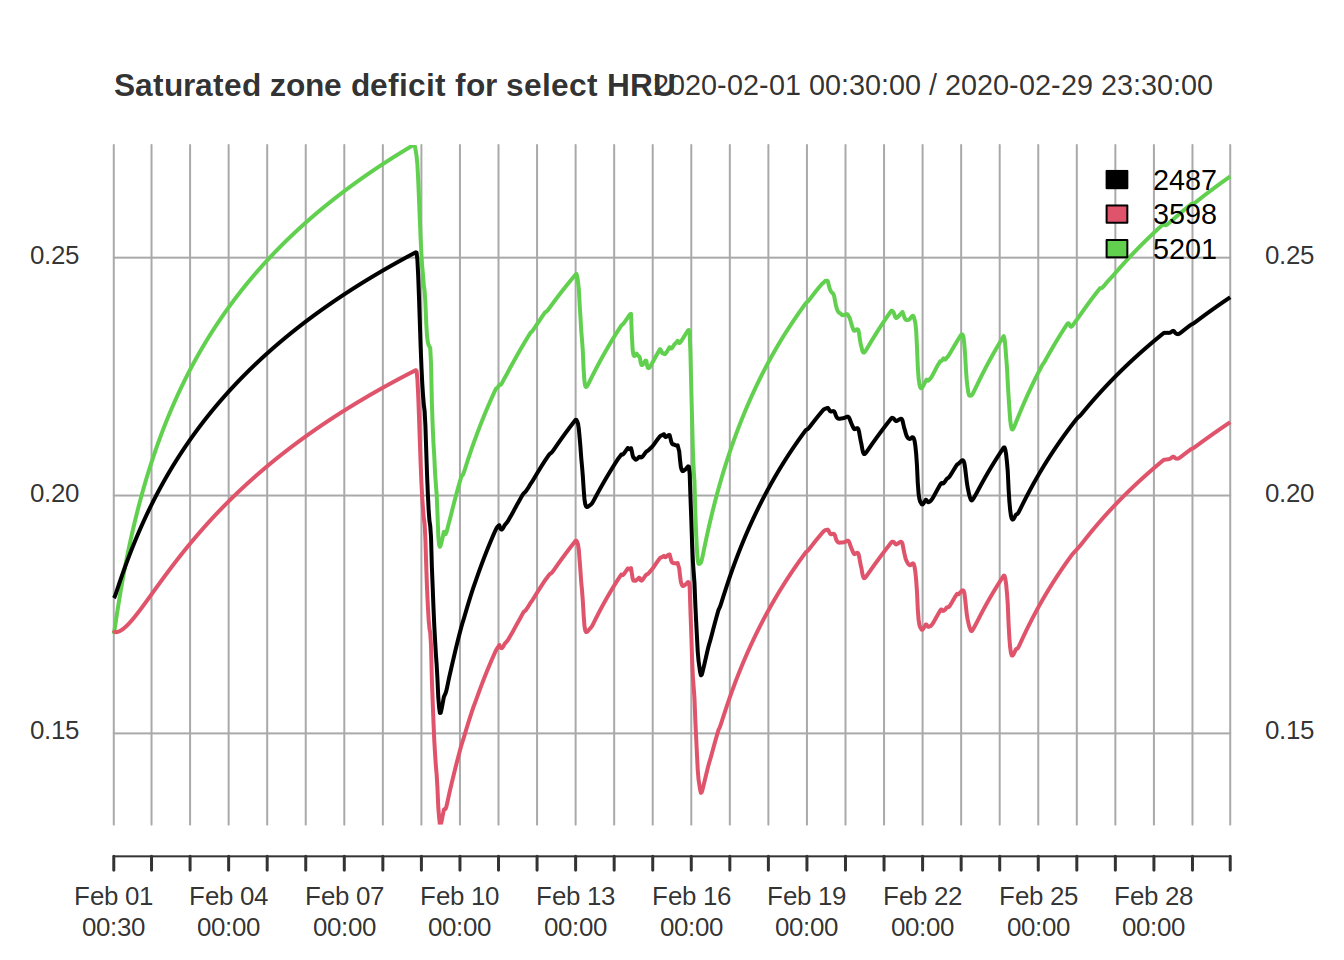 Saturated zone deficit for select HRU 2020-02-01 00:30:00 / 2020-02-29 23:30:00
2487
3598
5201
0.25 0.25
0.20 0.20
0.15 0.15
Feb 01 Feb 04 Feb 07 Feb 10 Feb 13 Feb 16 Feb 19 Feb 22 Feb 25 Feb 28
00:30 00:00 00:00 00:00 00:00 00:00 00:00 00:00 00:00 00:00